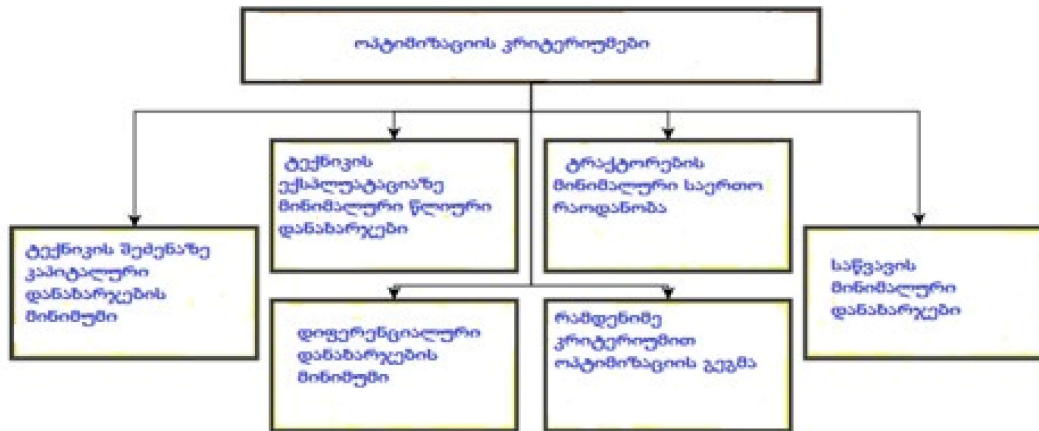 ოპტიმიზაციის კრიტერიუმები
ტექნიკის
ექსპლუატაციაზე
მინიმალური წლიური
დანახარჯები
ტრაქტორების
მინიმალური საერთო
რაოდანობა
ტექნიკის შეძენაზე
კაპიტალური
დანახარჯების
მინიმუმი
საწვავის
მინიმალური
დანახარჯები
დიფერენციალური
დანახარჯების
მინიმუმი
რამდენიმე
კრიტერიუმით
ოპტიმიზაციის გეგმა